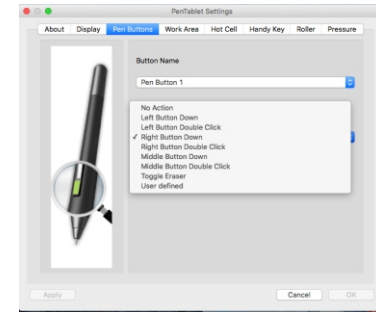 PenTablet Settings
About Display Pen Buttons Work Area Hot Cell Handy Key Roller Pressure
Button Name
Pen Button 1
No Action
Left Button Down
Left Button Double Click
✓ Right Button Down
Right Button Double Click
Middle Button Down
Middle Button Double Click
Toggle Eraser
User defined
Apply Cancel OK